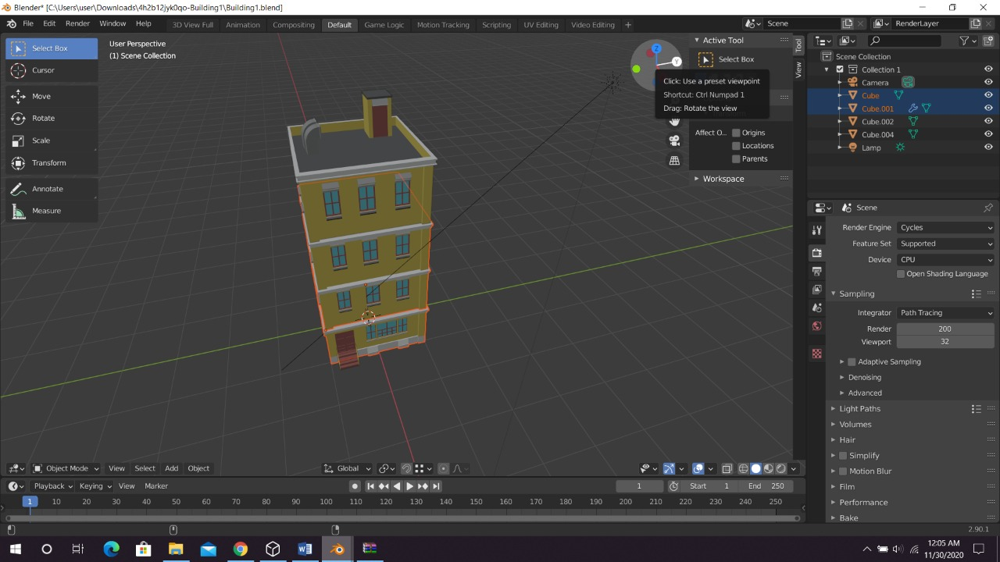 Blender* [C:\Users\user\Downloads\4h2b12jyk0qo-Building1\Building1.blend]
File Edit Render Window Help 3D View Full Animation Compositing Default Game Logic Motion Tracking Scripting UV Editing Video Editing + Scene RenderLayer
Select Box
Cursor
Move
Rotate
Scale
Transform
Annotate
Measure
User Perspective
(1) Scene Collection
Z
Y
Click: Use a preset viewpoint
Shortcut: Ctrl Numpad 1
Drag: Rotate the view
Active Tool
Select Box
Affect O... Origins
Locations
Parents
Workspace
Tool
View
Scene Collection
Collection 1
Camera
Cube
Cube.001
Cube.002
Cube.004
Lamp
Scene
Render Engine Cycles
Feature Set Supported
Device CPU
Open Shading Language
Sampling
Integrator Path Tracing
Render 200
Viewport 32
Adaptive Sampling
Denoising
Advanced
Light Paths
Volumes
Hair
Simplify
Motion Blur
Film
Performance
Bake
Object Mode View Select Add Object Global
Playback Keying View Marker 1 Start 1 End 250
1 10 20 30 40 50 60 70 80 90 100 110 120 130 140 150 160 170 180 190 200 210 220 230 240 250
2.90.1
12:05 AM
11/30/2020